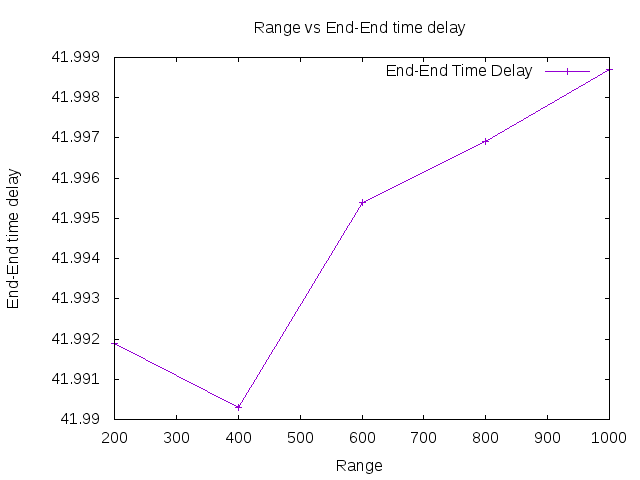 Range vs End-End time delay
End-End Time Delay
End-End time delay
41.999
41.998
41.997
41.996
41.995
41.994
41.993
41.992
41.991
41.99
200 300 400 500 600 700 800 900 1000
Range